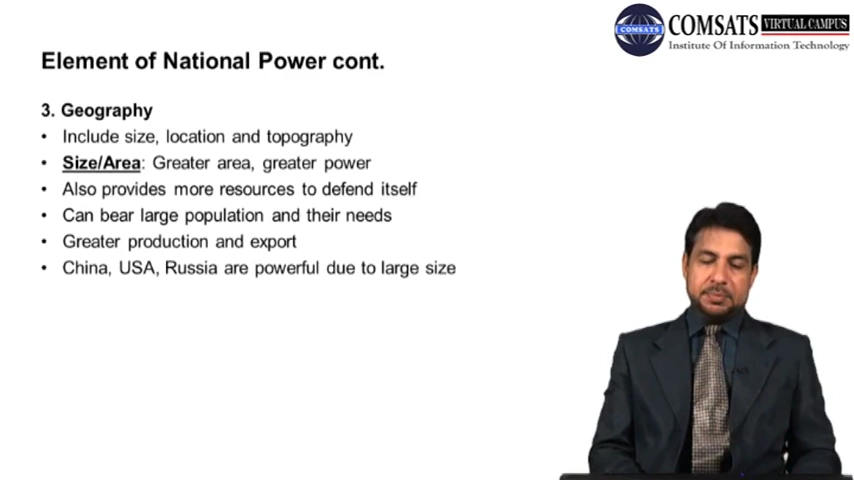 COMSATS VIRTUAL CAMPUS
COMSATS
Institute Of Information Technology
Element of National Power cont.
3. Geography
• Include size, location and topography
• Size/Area: Greater area, greater power
• Also provides more resources to defend itself
• Can bear large population and their needs
• Greater production and export
• China, USA, Russia are powerful due to large size